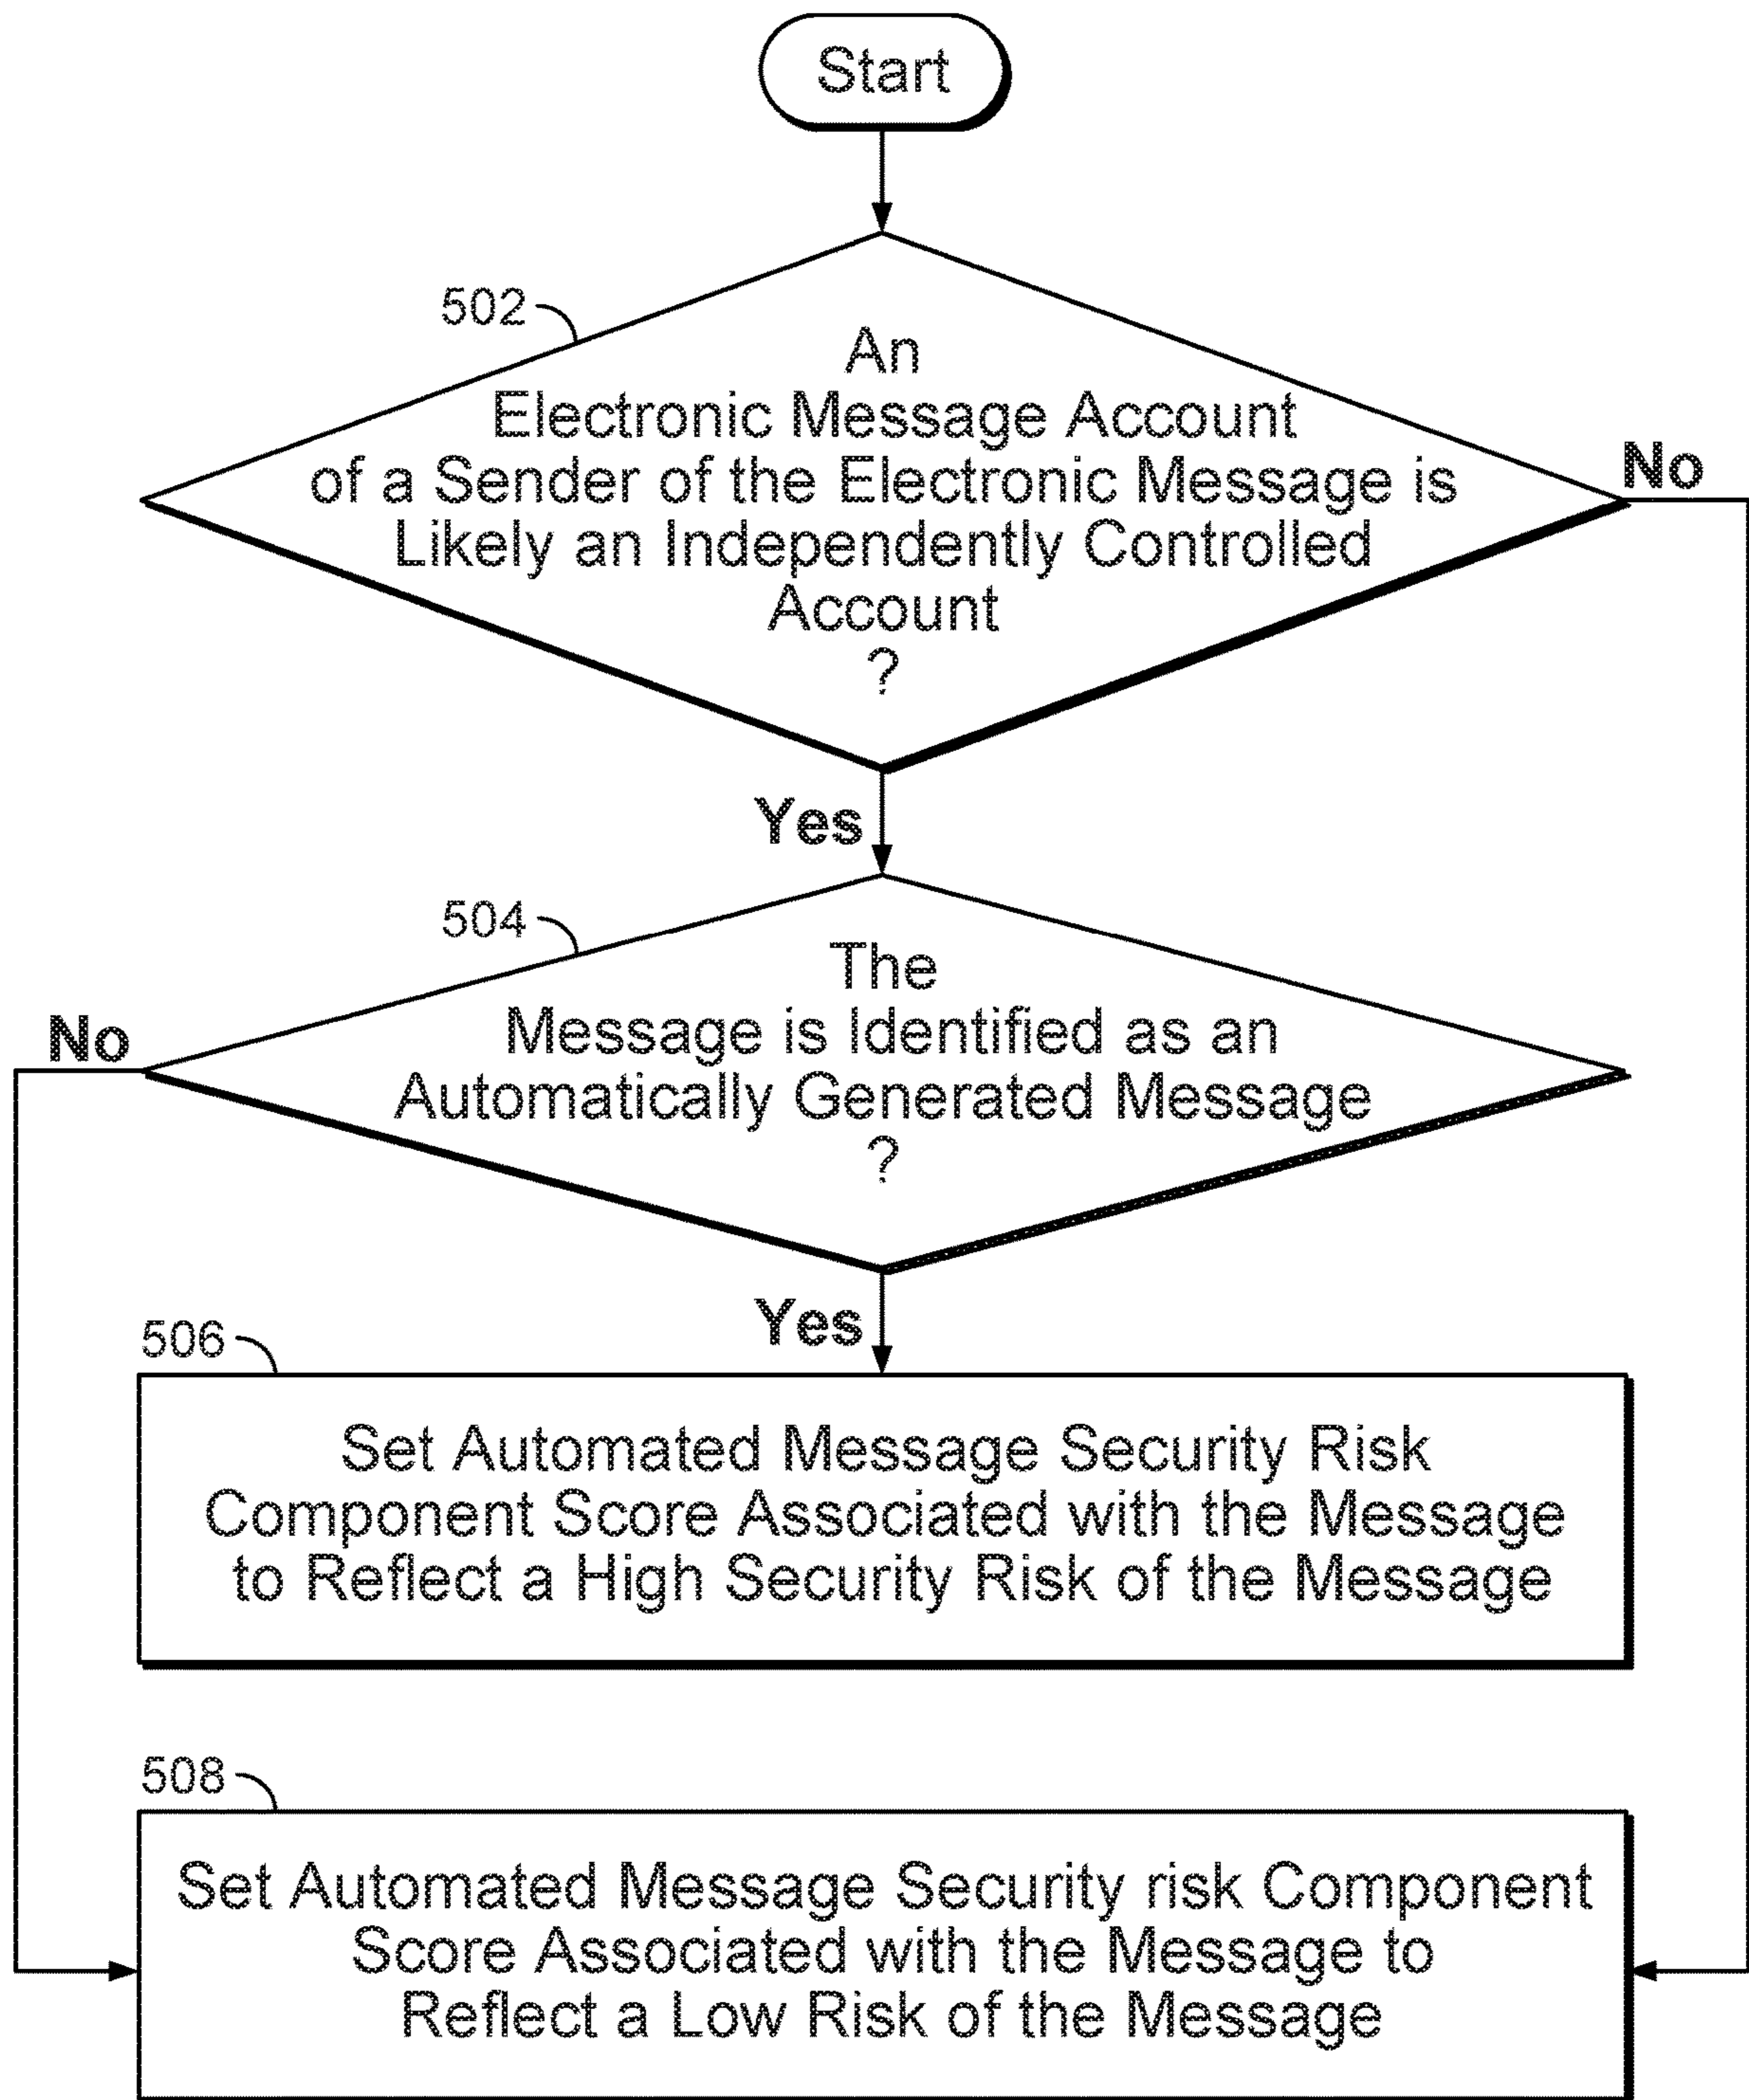 Start
502
An
Electronic Message Account
of a Sender of the Electronic Message is
Likely an Independently Controlled
Account
?
No
Yes
504
The
Message is Identified as an
Automatically Generated Message
?
No
Yes
506
Set Automated Message Security Risk
Component Score Associated with the Message
to Reflect a High Security Risk of the Message
508
Set Automated Message Security risk Component
Score Associated with the Message to
Reflect a Low Risk of the Message